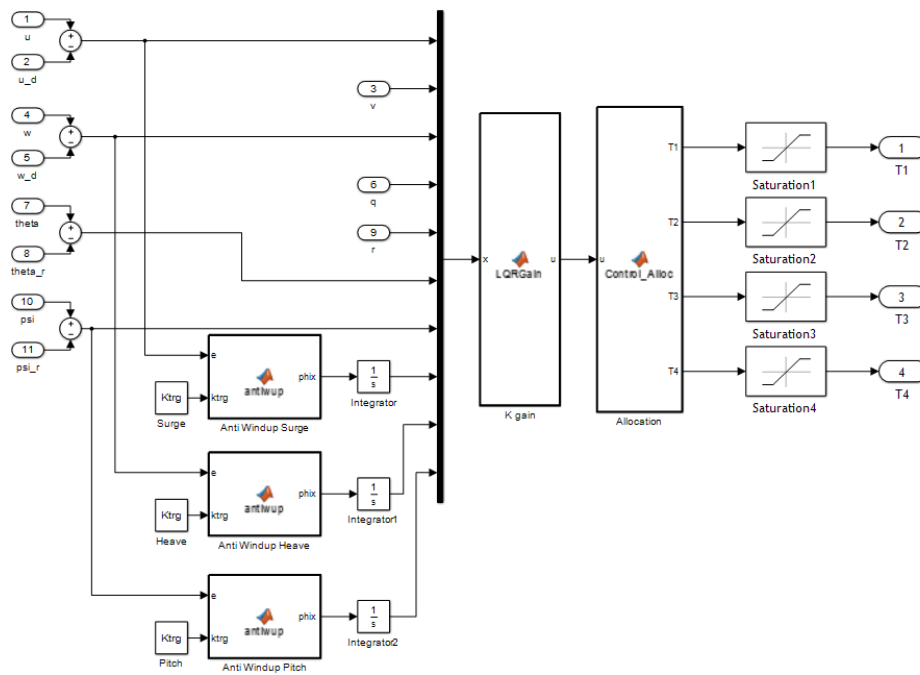 1
u
+
−
2
u_d
3
v
4
w
+
−
5
w_d
6
q
7
theta
+
−
8
theta_r
9
r
10
psi
+
−
11
psi_r
e
phix
antiwup
Ktrg
ktrg
Surge
Anti Windup Surge
1
s
Integrator
e
phix
antiwup
Ktrg
ktrg
Heave
Anti Windup Heave
1
s
Integrator1
e
phix
antiwup
Ktrg
ktrg
Pitch
Anti Windup Pitch
1
s
Integrator2
x
LQRGain
u
K gain
u
Control_Alloc
T1
T2
T3
T4
Allocation
Saturation1
1
T1
Saturation2
2
T2
Saturation3
3
T3
Saturation4
4
T4